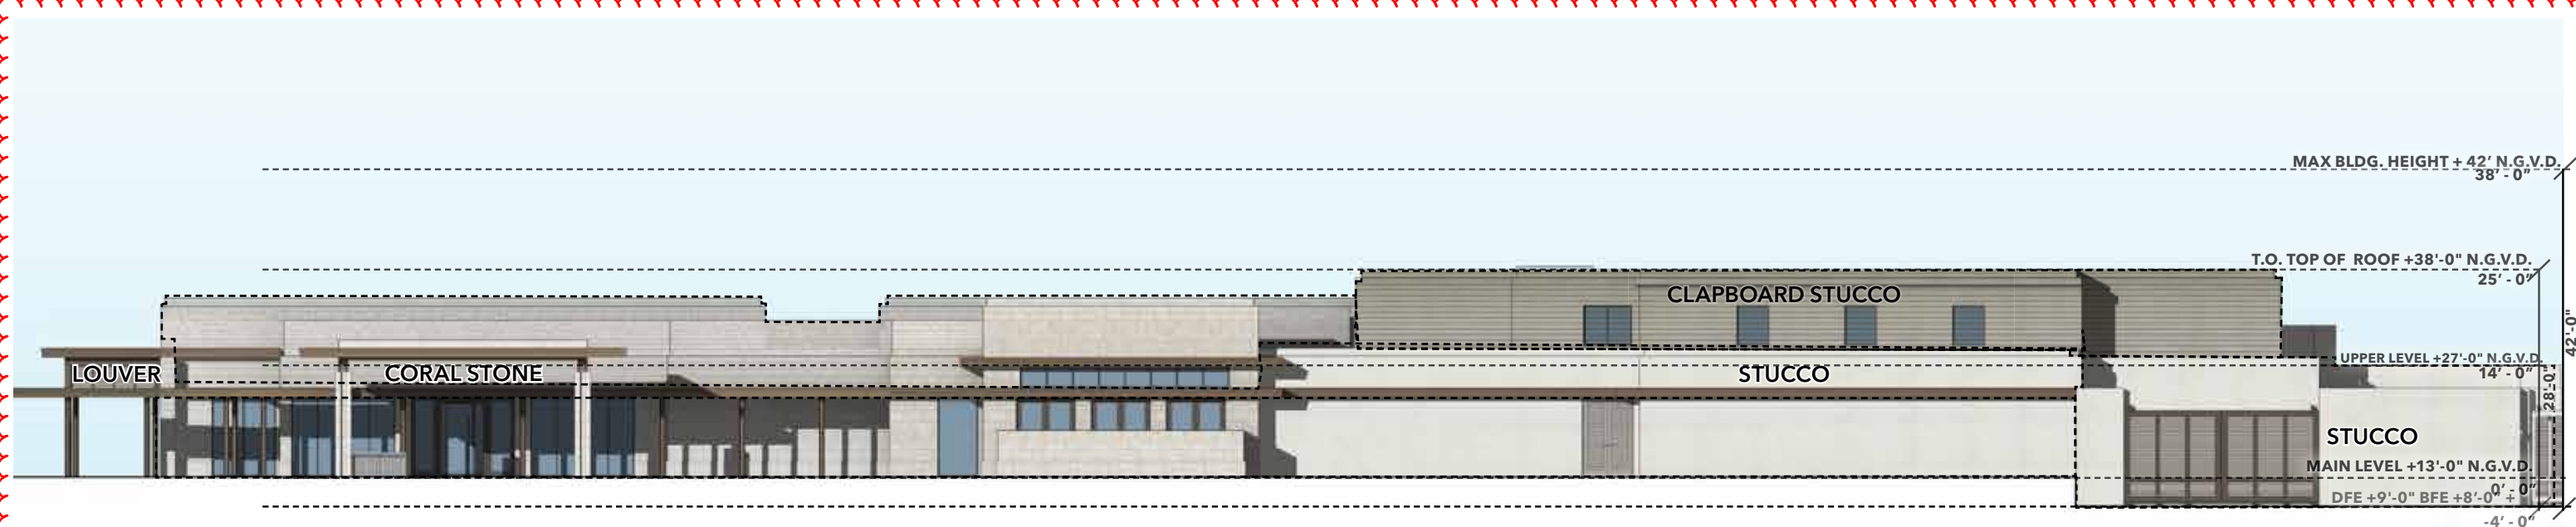 MAX BLDG. HEIGHT + 42' N.G.V.D.
38' - 0"
T.O. TOP OF ROOF +38'-0" N.G.V.D.
25' - 0"
CLAPBOARD STUCCO
42'-0"
UPPER LEVEL +27'-0" N.G.V.D.
LOUVER
CORAL STONE
STUCCO
14' - 0"
28'-0"
STUCCO
MAIN LEVEL +13'-0" N.G.V.D.
0' - 0"
DFE +9'-0" BFE +8'-0" +
-4' - 0"